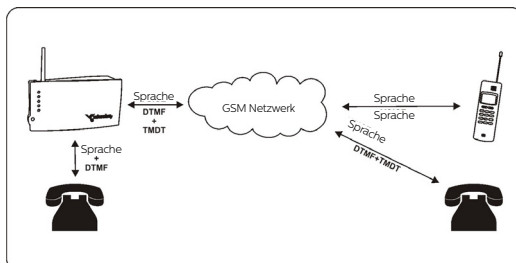 Sprache
DTMF
+
TMDT
GSM Netzwerk
Sprache
Sprache
Sprache
DTMF+TMDT
Sprache
+
DTMF